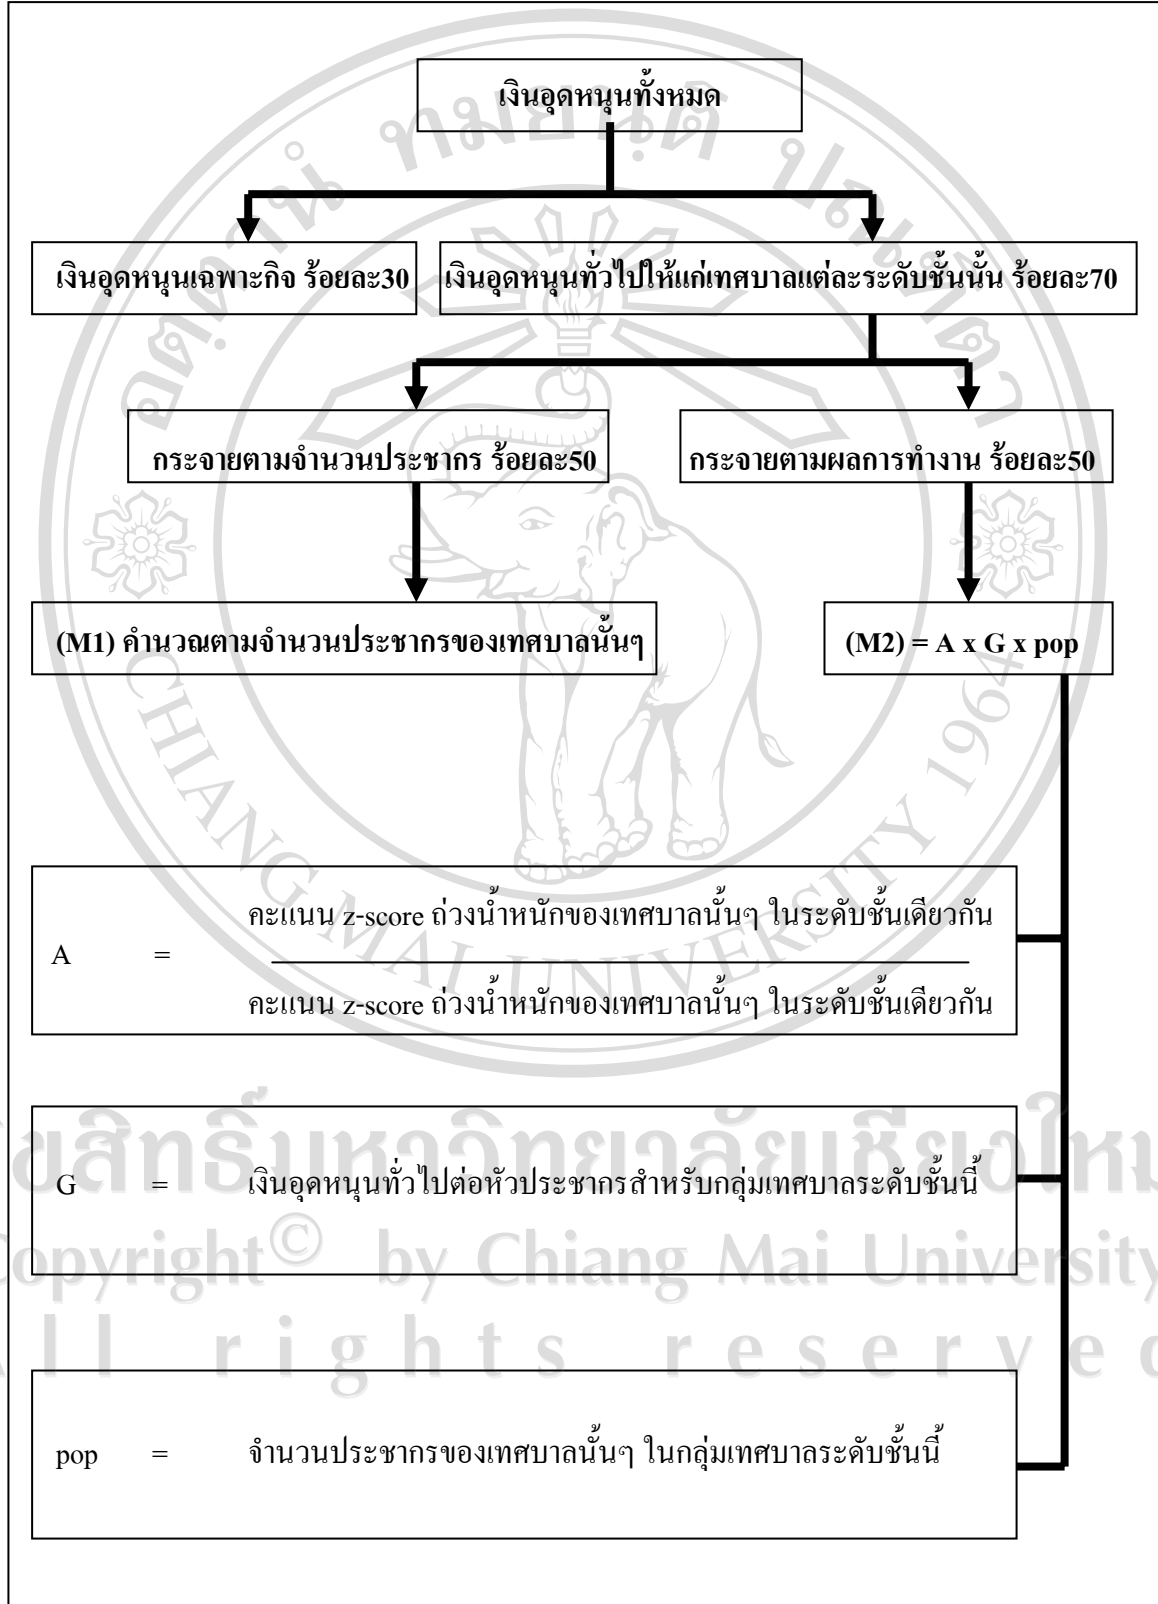 เงินอุดหนุนทั้งหมด
เงินอุดหนุนเฉพาะกิจ ร้อยละ30
เงินอุดหนุนทั่วไปให้แก่เทศบาลแต่ละระดับชั้นนั้น ร้อยละ70
กระจายตามจำนวนประชากร ร้อยละ50
กระจายตามผลการทำงาน ร้อยละ50
(M1) คำนวณตามจำนวนประชากรของเทศบาลนั้นๆ
(M2) = A x G x pop
คะแนน z-score ถ่วงน้ำหนักของเทศบาลนั้นๆ ในระดับชั้นเดียวกัน
A =
คะแนน z-score ถ่วงน้ำหนักของเทศบาลนั้นๆ ในระดับชั้นเดียวกัน
G = เงินอุดหนุนทั่วไปต่อหัวประชากรสำหรับกลุ่มเทศบาลระดับชั้นนี้
pop = จำนวนประชากรของเทศบาลนั้นๆ ในกลุ่มเทศบาลระดับชั้นนี้
CHIANG MAI UNIVERSITY 1964
สิทธิ์มหาวิทยาลัยเชียงใหม่
Copyright© by Chiang Mai University
All rights reserved